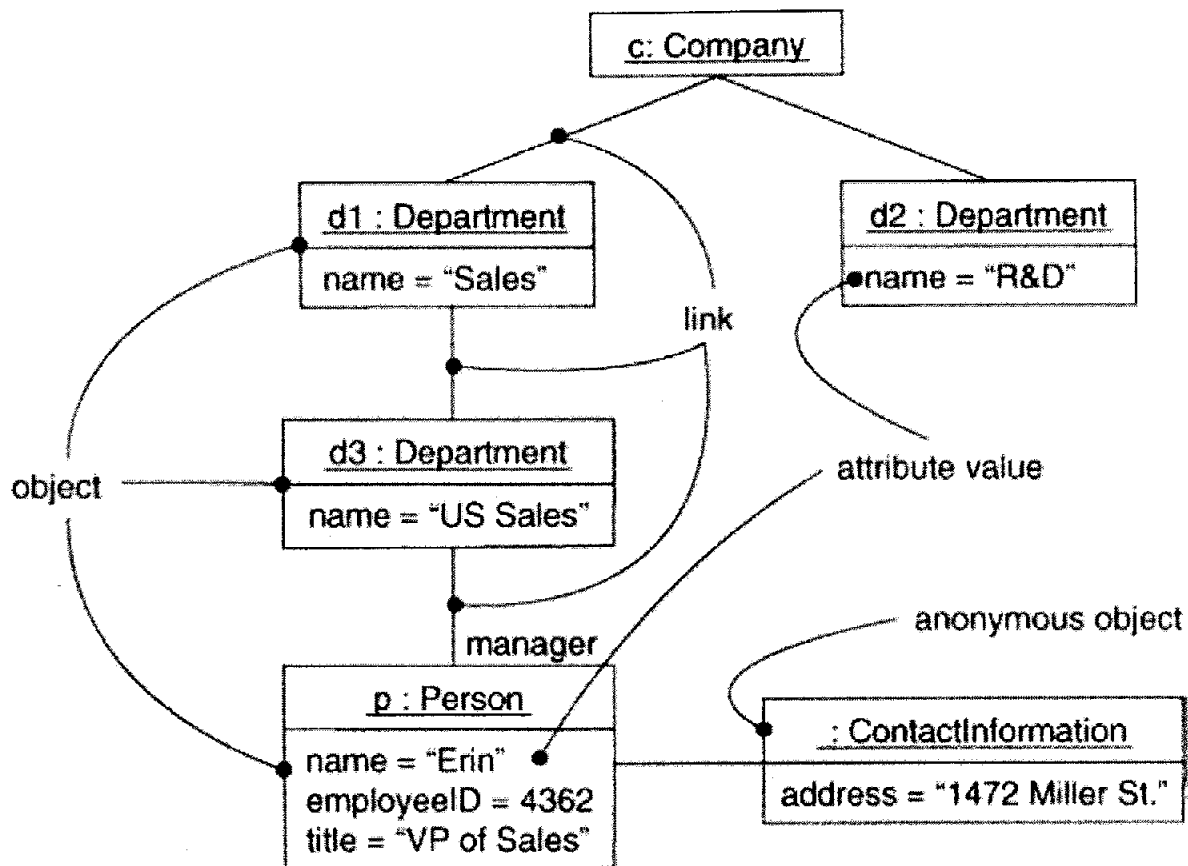 c: Company
d1 : Department
name = “Sales”
d2 : Department
name = “R&D”
link
d3 : Department
name = “US Sales”
object
attribute value
anonymous object
manager
p : Person
name = “Erin”
employeeID = 4362
title = “VP of Sales”
: ContactInformation
address = “1472 Miller St.”